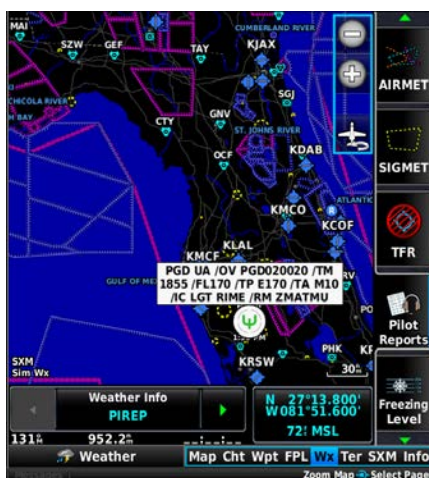 MAI
SZW
GEF
TAY
CUMBERLAND RIVER
KJAX
AIRMET
CHICOLA RIVER
M BAY
CTY
GNV
SGJ
ST. JOHNS RIVER
SIGMET
OCF
KDAB
ATLANTIC
KMCO
KCOF
TFR
KLAL
KMCF
PGD UA /OV PGD020020 /TM
1855 /FL170 /TP E170 /TA M10
/IC LGT RIME /RM ZMATMU
GULF OF ME
RV
PO
Pilot
Reports
PHK
KRSW
SXM
Sim Wx
30
Weather Info
PIREP
N 27°13.800'
W081°51.600'
72 MSL
Freezing
Level
131
952.2
Weather
Map Cht Wpt FPL Wx Ter SXM Info
Zoom Map Select Page